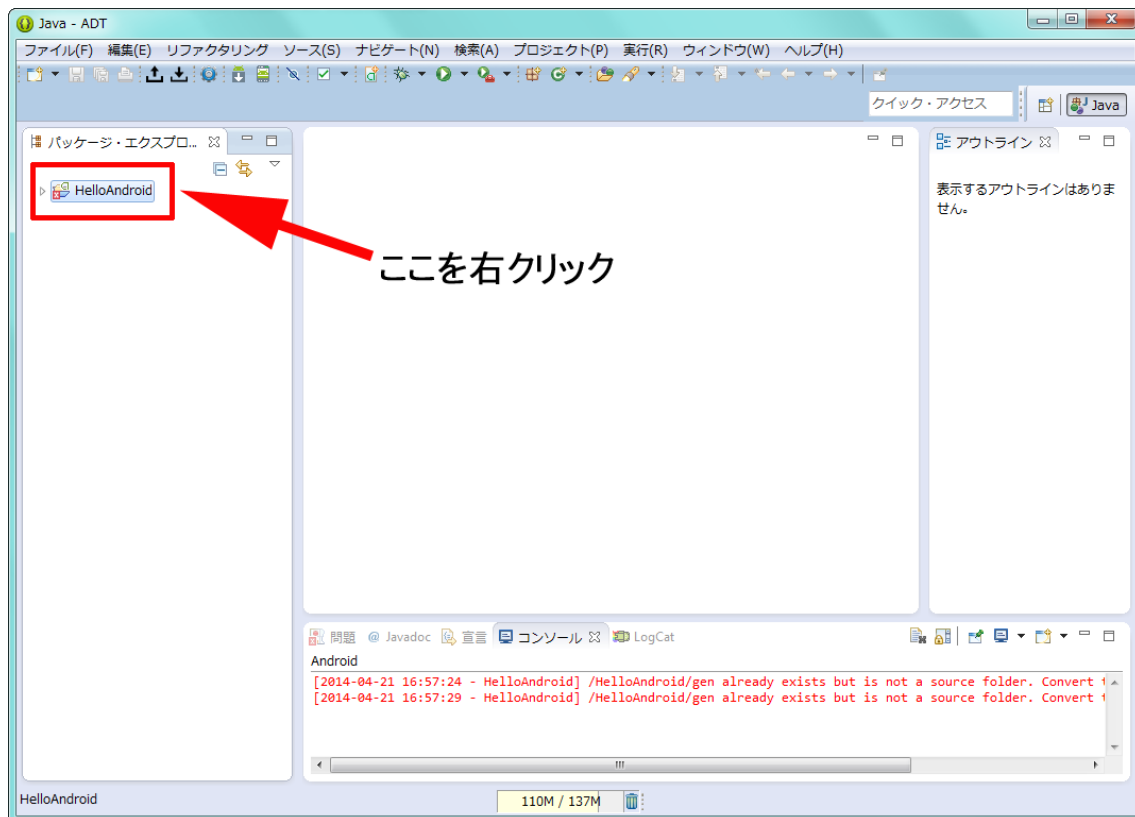 Java - ADT
ファイル(F) 編集(E) リファクタリング ソース(S) ナビゲート(N) 検索(A) プロジェクト(P) 実行(R) ウィンドウ(W) ヘルプ(H)
クイック・アクセス
Java
パッケージ・エクスプロ...
アウトライン
HelloAndroid
表示するアウトラインはありま
せん。
ここを右クリック
問題 @ Javadoc 宣言 コンソール LogCat
Android
[2014-04-21 16:57:24 - HelloAndroid] /HelloAndroid/gen already exists but is not a source folder. Convert
[2014-04-21 16:57:29 - HelloAndroid] /HelloAndroid/gen already exists but is not a source folder. Convert
HelloAndroid
110M / 137M